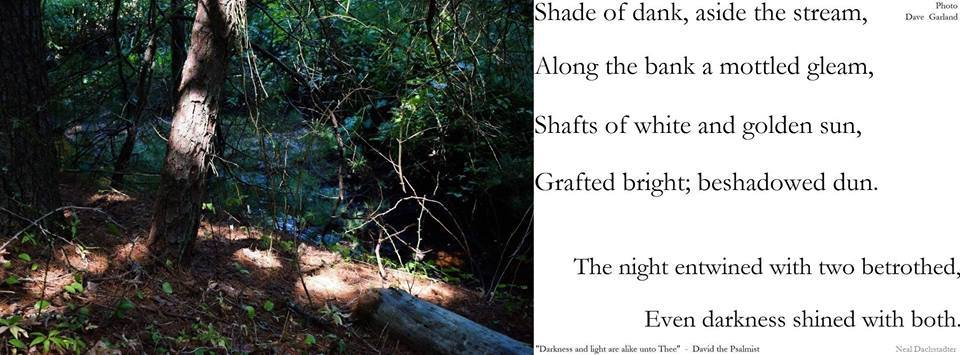 Shade of dank, aside the stream,
Photo
Dave Garland
Along the bank a mottled gleam,
Shafts of white and golden sun,
Grafted bright; beshadowed dun.
The night entwined with two betrothed,
Even darkness shined with both.
"Darkness and light are alike unto Thee" - David the Psalmist
Neal Dachstadter